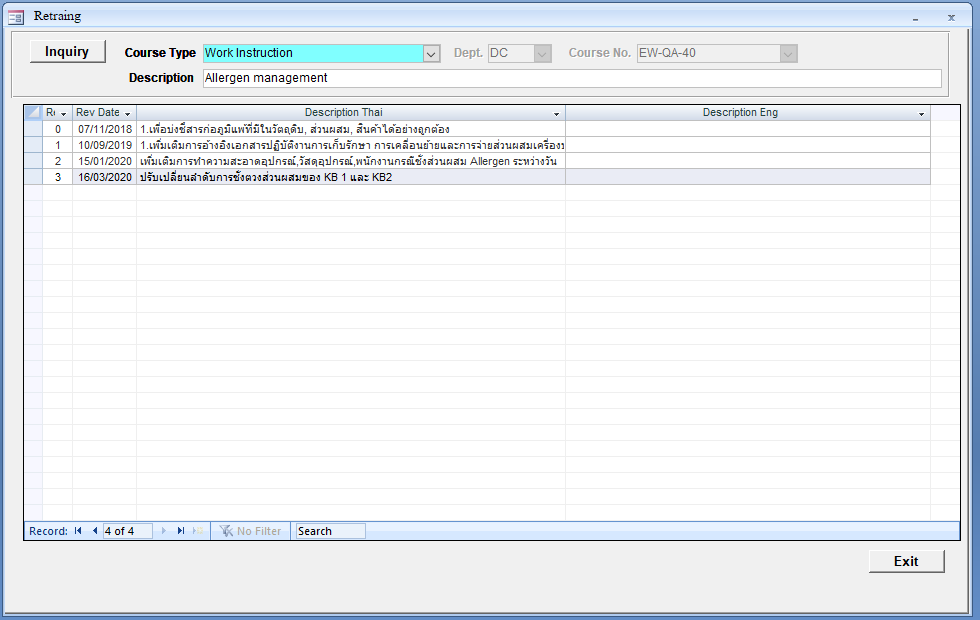 Retraing
Inquiry Course Type Work Instruction Dept. DC Course No. EW-QA-40
Description Allergen management
Rev Date Description Thai Description Eng
0 07/11/2018 1.เพื่อบ่งชี้สารก่อภูมิแพ้ที่มีในวัตถุดิบ, ส่วนผสม, สินค้าได้อย่างถูกต้อง
1 10/09/2019 1.เพิ่มเติมการอ้างอิงเอกสารปฏิบัติงานการเก็บรักษา การเคลื่อนย้ายและการจ่ายส่วนผสมเครื่อง
2 15/01/2020 เพิ่มเติมการทำความสะอาดอุปกรณ์,วัสดุอุปกรณ์,พนักงานกรณีชั่งส่วนผสม Allergen ระหว่างวัน
3 16/03/2020 ปรับเปลี่ยนลำดับการชั่งตวงส่วนผสมของ KB 1 และ KB2
Record: 4 of 4 No Filter Search
Exit